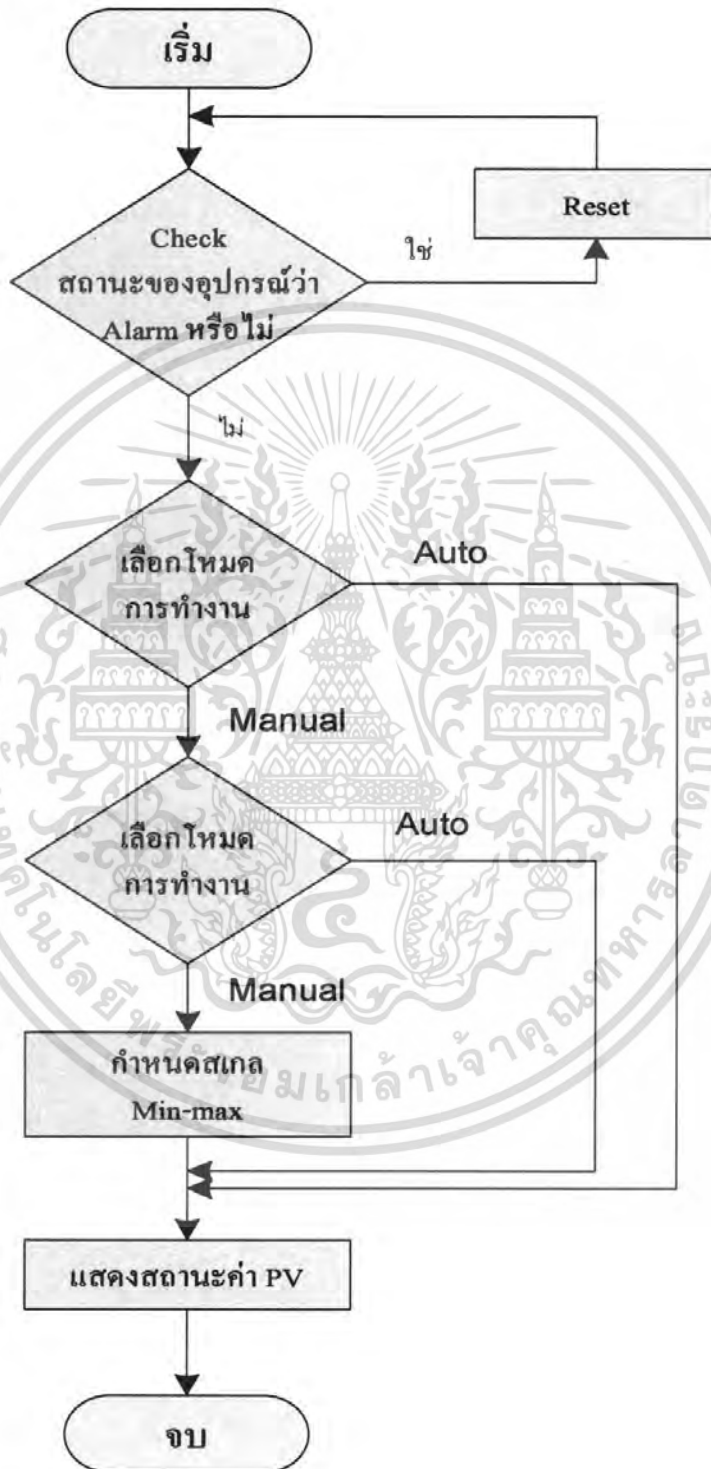 เริ่ม
Reset
Check
สถานะของอุปกรณ์ว่า
Alarm หรือไม่
ใช่
ไม่
เลือกโหมด
การทำงาน
Auto
Manual
เลือกโหมด
การทำงาน
Auto
Manual
กำหนดสเกล
Min-max
แสดงสถานะค่า PV
จบ